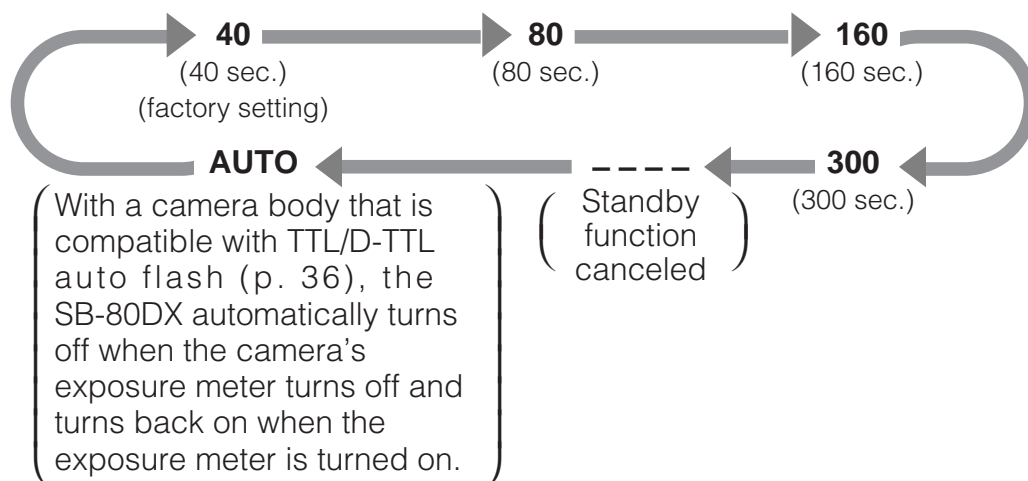 40 80 160
(40 sec.) (80 sec.) (160 sec.)
(factory setting)
AUTO – – – – 300
(300 sec.)
With a camera body that is
compatible with TTL/D-TTL
auto flash (p. 36), the
SB-80DX automatically turns
off when the camera’s
exposure meter turns off and
turns back on when the
exposure meter is turned on.
Standby
function
canceled